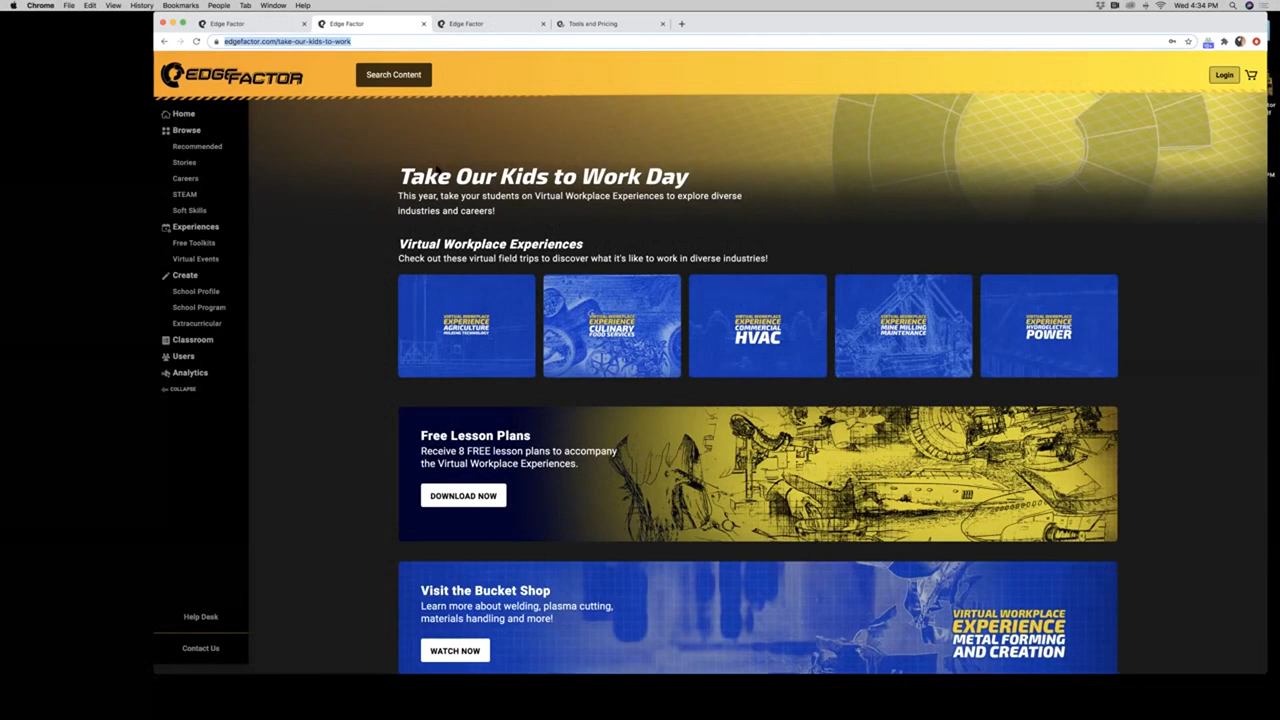 Chrome File Edit View History Bookmarks People Tab Window Help
Wed 4:34 PM
Edge Factor
Edge Factor
Edge Factor
Tools and Pricing
edgefactor.com/take-our-kids-to-work
EDGEFACTOR
Search Content
Login
Home
Browse
Recommended
Stories
Careers
STEAM
Soft Skills
Experiences
Free Toolkits
Virtual Events
Create
School Profile
School Program
Extracurricular
Classroom
Users
Analytics
COLLAPSE
Help Desk
Contact Us
Take Our Kids to Work Day
This year, take your students on Virtual Workplace Experiences to explore diverse
industries and careers!
Virtual Workplace Experiences
Check out these virtual field trips to discover what it's like to work in diverse industries!
VIRTUAL WORKPLACE
EXPERIENCE
AGRICULTURE
MILKING TECHNOLOGY
VIRTUAL WORKPLACE
EXPERIENCE
CULINARY
FOOD SERVICES
VIRTUAL WORKPLACE
EXPERIENCE
COMMERCIAL
HVAC
VIRTUAL WORKPLACE
EXPERIENCE
MINE MILLING
MAINTENANCE
VIRTUAL WORKPLACE
EXPERIENCE
HYDROELECTRIC
POWER
Free Lesson Plans
Receive 8 FREE lesson plans to accompany
the Virtual Workplace Experiences.
DOWNLOAD NOW
Visit the Bucket Shop
Learn more about welding, plasma cutting,
materials handling and more!
WATCH NOW
VIRTUAL WORKPLACE
EXPERIENCE
METAL FORMING
AND CREATION